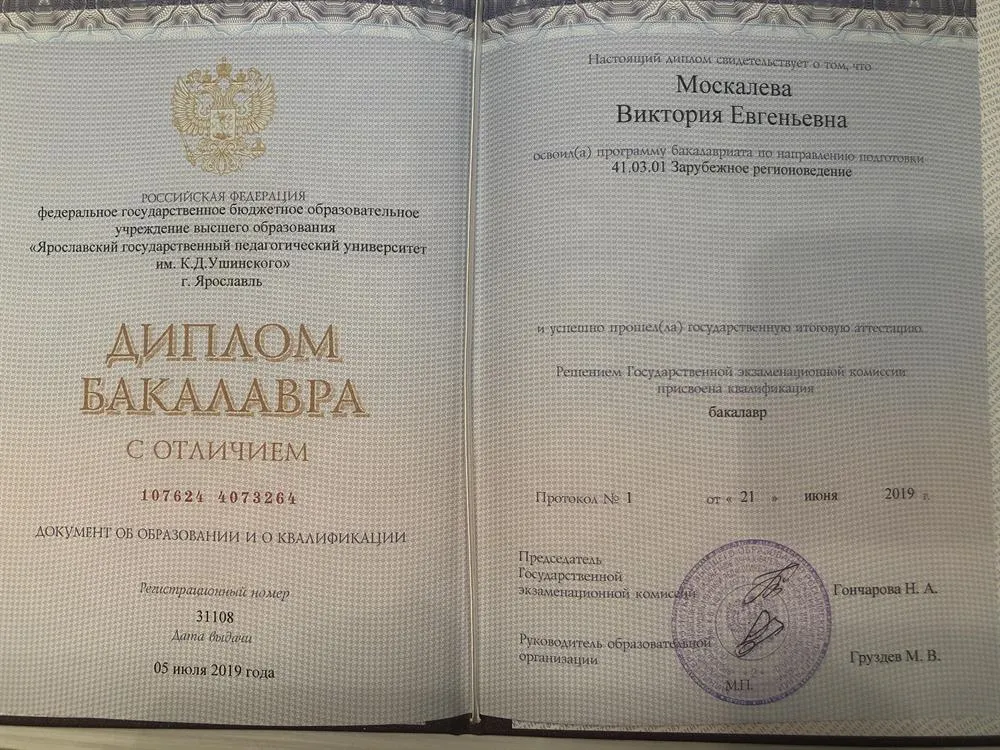 РОССИЙСКАЯ ФЕДЕРАЦИЯ
федеральное государственное бюджетное образовательное
учреждение высшего образования
«Ярославский государственный педагогический университет
им. К.Д.Ушинского»
г. Ярославль
ДИПЛОМ
БАКАЛАВРА
С ОТЛИЧИЕМ
107624 4073264
ДОКУМЕНТ ОБ ОБРАЗОВАНИИ И О КВАЛИФИКАЦИИ
Регистрационный номер
31108
Дата выдачи
05 июля 2019 года
Настоящий диплом свидетельствует о том, что
Москалева
Виктория Евгеньевна
освоил(а) программу бакалавриата по направлению подготовки
41.03.01 Зарубежное регионоведение
и успешно прошел(ла) государственную итоговую аттестацию.
Решением Государственной экзаменационной комиссии
присвоена квалификация
бакалавр
Протокол № 1 от « 21 » июня 2019 г.
Председатель
Государственной
экзаменационной комиссии Гончарова Н. А.
Руководитель образовательной
организации Груздев М. В.
М.П.